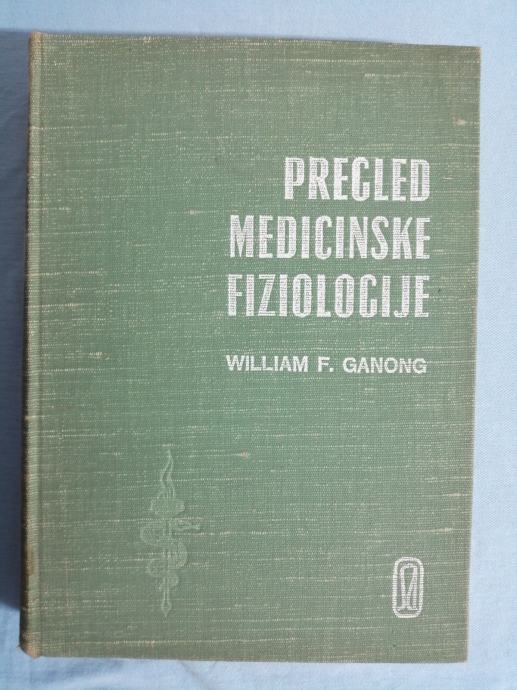 PREGLED
MEDICINSKE
FIZIOLOGIJE
WILLIAM F. GANONG